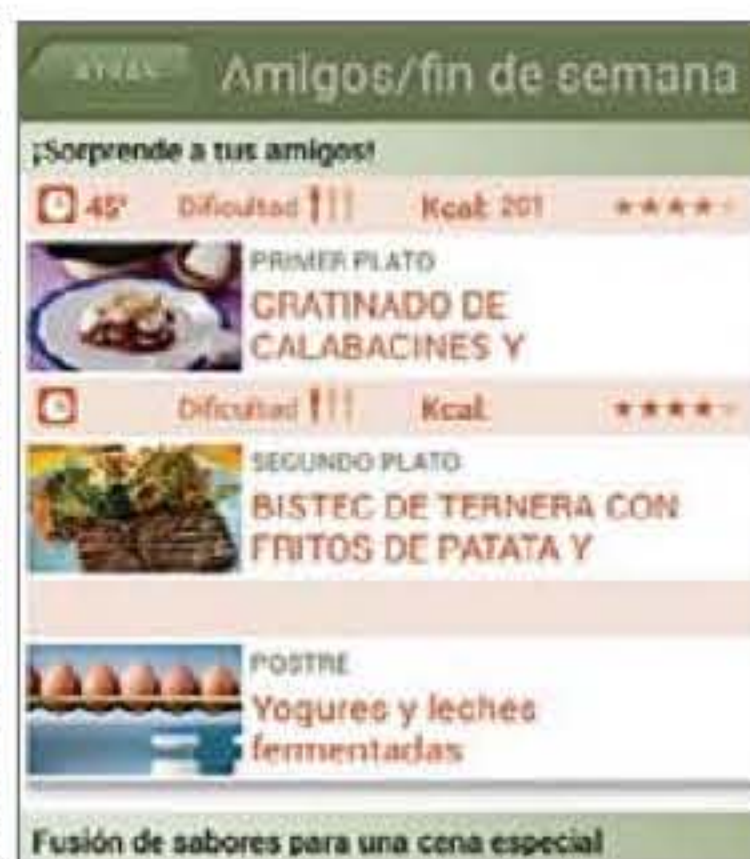 ATRÁS Amigos/fin de semana
¡Sorprende a tus amigos!
45' Dificultad Kcal: 201
PRIMER PLATO
GRATINADO DE
CALABACINES Y
Dificultad Kcal:
SEGUNDO PLATO
BISTEC DE TERNERA CON
FRITOS DE PATATA Y
POSTRE
Yogures y leches
fermentadas
Fusión de sabores para una cena especial